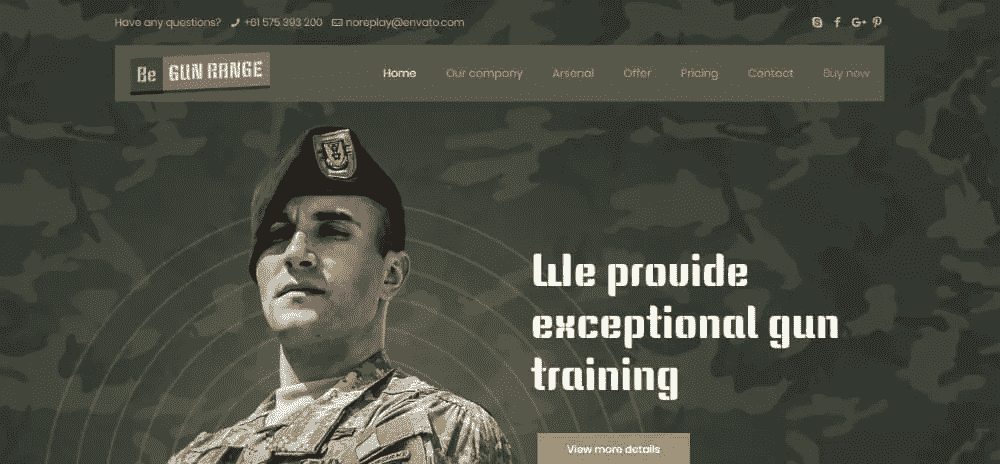 Have any questions? +61 575 393 200 noreplay@envato.com
Be GUN RANGE
Home Our company Arsenal Offer Pricing Contact Buy now
We provide
exceptional gun
training
View more details